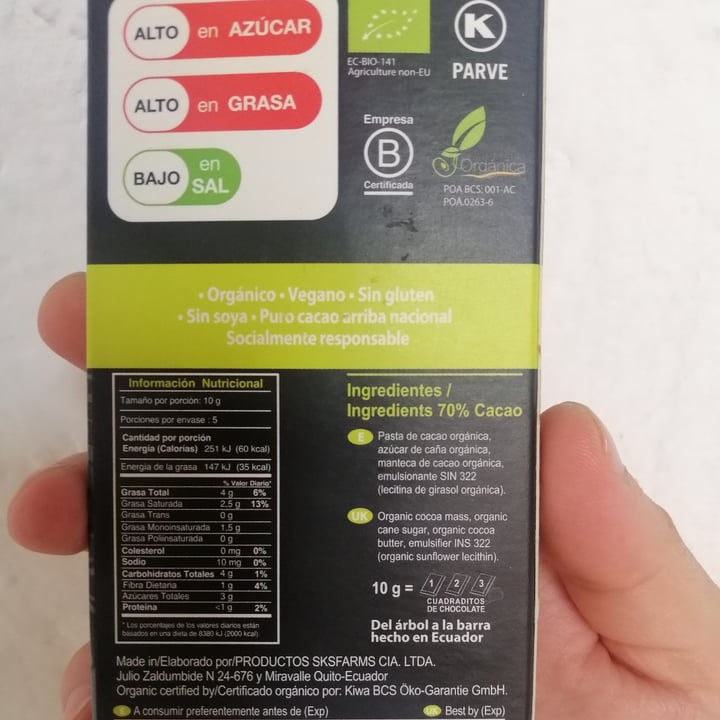 ALTO en AZÚCAR
ALTO en GRASA
BAJO en SAL
EC-BIO-141
Agriculture non-EU
K
PARVE
Empresa
B
Certificada
Orgánica
POA BCS: 001-AC
POA.0263-6
• Orgánico • Vegano • Sin gluten
• Sin soya • Puro cacao arriba nacional
Socialmente responsable
Información Nutricional
Tamaño por porción: 10 g
Porciones por envase : 5
Cantidad por porción
Energía (Calorías) 251 kJ (60 kcal)
Energía de la grasa 147 kJ (35 kcal)
% Valor Diario*
Grasa Total 4 g 6%
Grasa Saturada 2,5 g 13%
Grasa Trans 0 g
Grasa Monoinsaturada 1,5 g
Grasa Poliinsaturada 0 g
Colesterol 0 mg 0%
Sodio 10 mg 0%
Carbohidratos Totales 4 g 1%
Fibra Dietaria 1 g 4%
Azúcares Totales 3 g
Proteína <1 g 2%
* Los porcentajes de los valores diarios están
basados en una dieta de 8380 kJ (2000 kcal).
Ingredientes /
Ingredients 70% Cacao
E Pasta de cacao orgánica,
azúcar de caña orgánica,
manteca de cacao orgánica,
emulsionante SIN 322
(lecitina de girasol orgánica).
UK Organic cocoa mass, organic
cane sugar, organic cocoa
butter, emulsifier INS 322
(organic sunflower lecithin).
10 g = 1 2 3
CUADRADITOS
DE CHOCOLATE
Del árbol a la barra
hecho en Ecuador
Made in/Elaborado por/PRODUCTOS SKSFARMS CIA. LTDA.
Julio Zaldumbide N 24-676 y Miravalle Quito-Ecuador
Organic certified by/Certificado orgánico por: Kiwa BCS Öko-Garantie GmbH.
E A consumir preferentemente antes de (Exp) UK Best by (Exp)